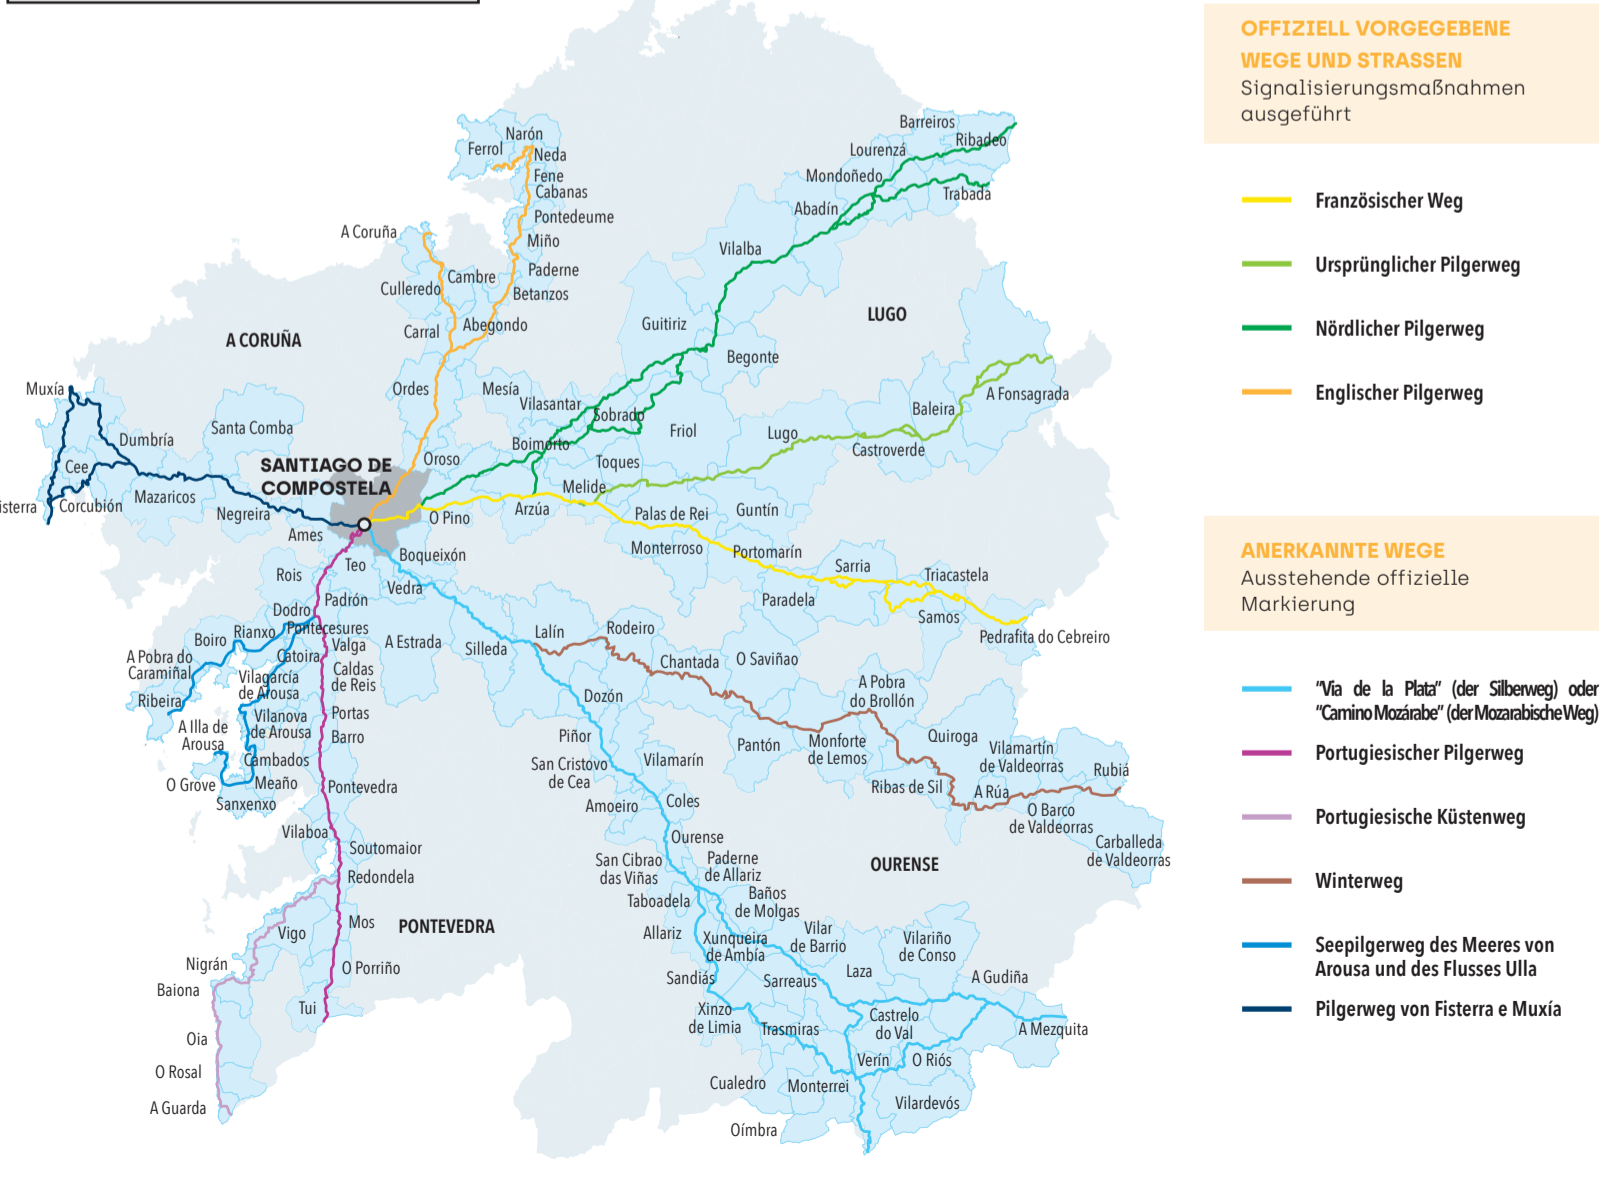 Narón
Ferrol
Neda
Fene
Cabanas
Pontedeume
Miño
Paderne
Betanzos
A Coruña
Cambre
Culleredo
Carral
Abegondo
A CORUÑA
Ordes
Mesía
Vilasantar
Sobrado
Boimorto
Oroso
Barreiros
Ribadeo
Lourenzá
Mondoñedo
Trabada
Abadín
Vilalba
LUGO
Guitiriz
Begonte
A Fonsagrada
Baleira
Castroverde
Lugo
Friol
Toques
Melide
Arzúa
O Pino
Palas de Rei
Guntín
Monterroso
Portomarín
Sarria
Triacastela
Paradela
Samos
Pedrafita do Cebreiro
Muxía
Dumbría
Santa Comba
Cee
isterra
Corcubión
Mazaricos
Negreira
SANTIAGO DE
COMPOSTELA
Ames
Boqueixón
Teo
Rois
Vedra
Padrón
Dodro
Pontecesures
Rianxo
Boiro
Valga
A Estrada
Silleda
Lalín
Rodeiro
Chantada
O Saviñao
A Pobra do
Caramiñal
Catoira
Caldas
de Reis
Vilagarcía
de Arousa
Ribeira
A Illa de
Arousa
Vilanova
de Arousa
Portas
Barro
Cambados
O Grove
Meaño
Sanxenxo
Pontevedra
Vilaboa
Soutomaior
Redondela
Mos
PONTEVEDRA
Vigo
Nigrán
O Porriño
Baiona
Tui
Oia
O Rosal
A Guarda
Dozón
Piñor
San Cristovo
de Cea
Vilamarín
Amoeiro
Coles
Ourense
San Cibrao
das Viñas
Paderne
de Allariz
Taboadela
Baños
de Molgas
Allariz
Xunqueira
de Ambía
Vilar
de Barrio
Vilariño
de Conso
Sandiás
Sarreaus
Laza
A Gudiña
Xinzo
de Limia
Trasmiras
Castrelo
do Val
A Mezquita
Verín
O Riós
Cualedro
Monterrei
Vilardevós
Oímbra
A Pobra
do Brollón
Pantón
Monforte
de Lemos
Quiroga
Vilamartín
de Valdeorras
Rubiá
Ribas de Sil
A Rúa
O Barco
de Valdeorras
Carballeda
de Valdeorras
OURENSE
OFFIZIELL VORGEGEBENE
WEGE UND STRASSEN
Signalisierungsmaßnahmen
ausgeführt
Französischer Weg
Ursprünglicher Pilgerweg
Nördlicher Pilgerweg
Englischer Pilgerweg
ANERKANNTE WEGE
Ausstehende offizielle
Markierung
"Via de la Plata" (der Silberweg) oder
"Camino Mozárabe" (der Mozarabische Weg)
Portugiesischer Pilgerweg
Portugiesische Küstenweg
Winterweg
Seepilgerweg des Meeres von
Arousa und des Flusses Ulla
Pilgerweg von Fisterra e Muxía